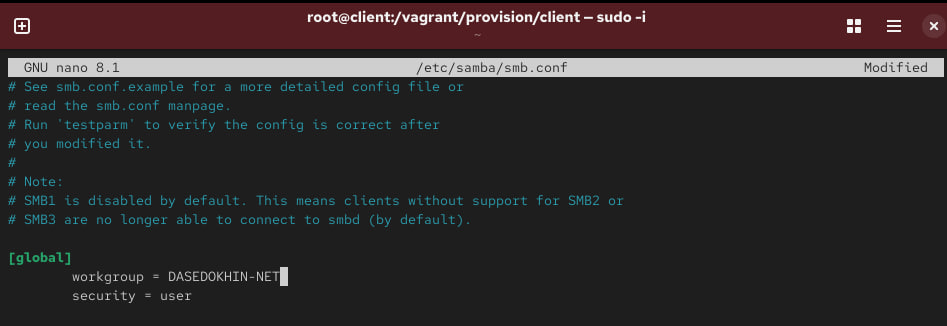 root@client:/vagrant/provision/client — sudo -i
~
GNU nano 8.1 /etc/samba/smb.conf Modified
# See smb.conf.example for a more detailed config file or
# read the smb.conf manpage.
# Run 'testparm' to verify the config is correct after
# you modified it.
#
# Note:
# SMB1 is disabled by default. This means clients without support for SMB2 or
# SMB3 are no longer able to connect to smbd (by default).
[global]
workgroup = DASEDOKHIN-NET
security = user